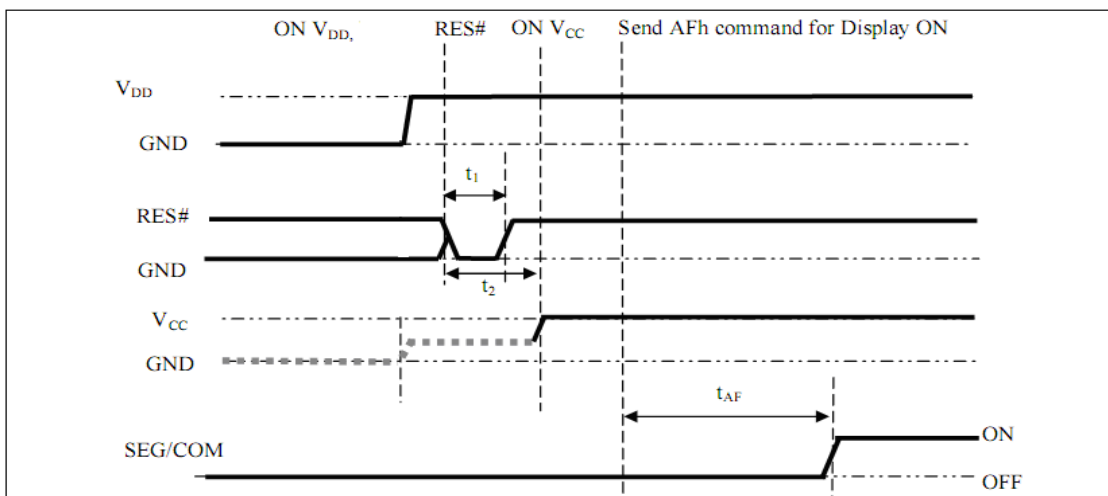 ON VDD, RES# ON VCC Send AFh command for Display ON
VDD
GND
t1
RES#
GND
t2
VCC
GND
tAF
SEG/COM
ON
OFF